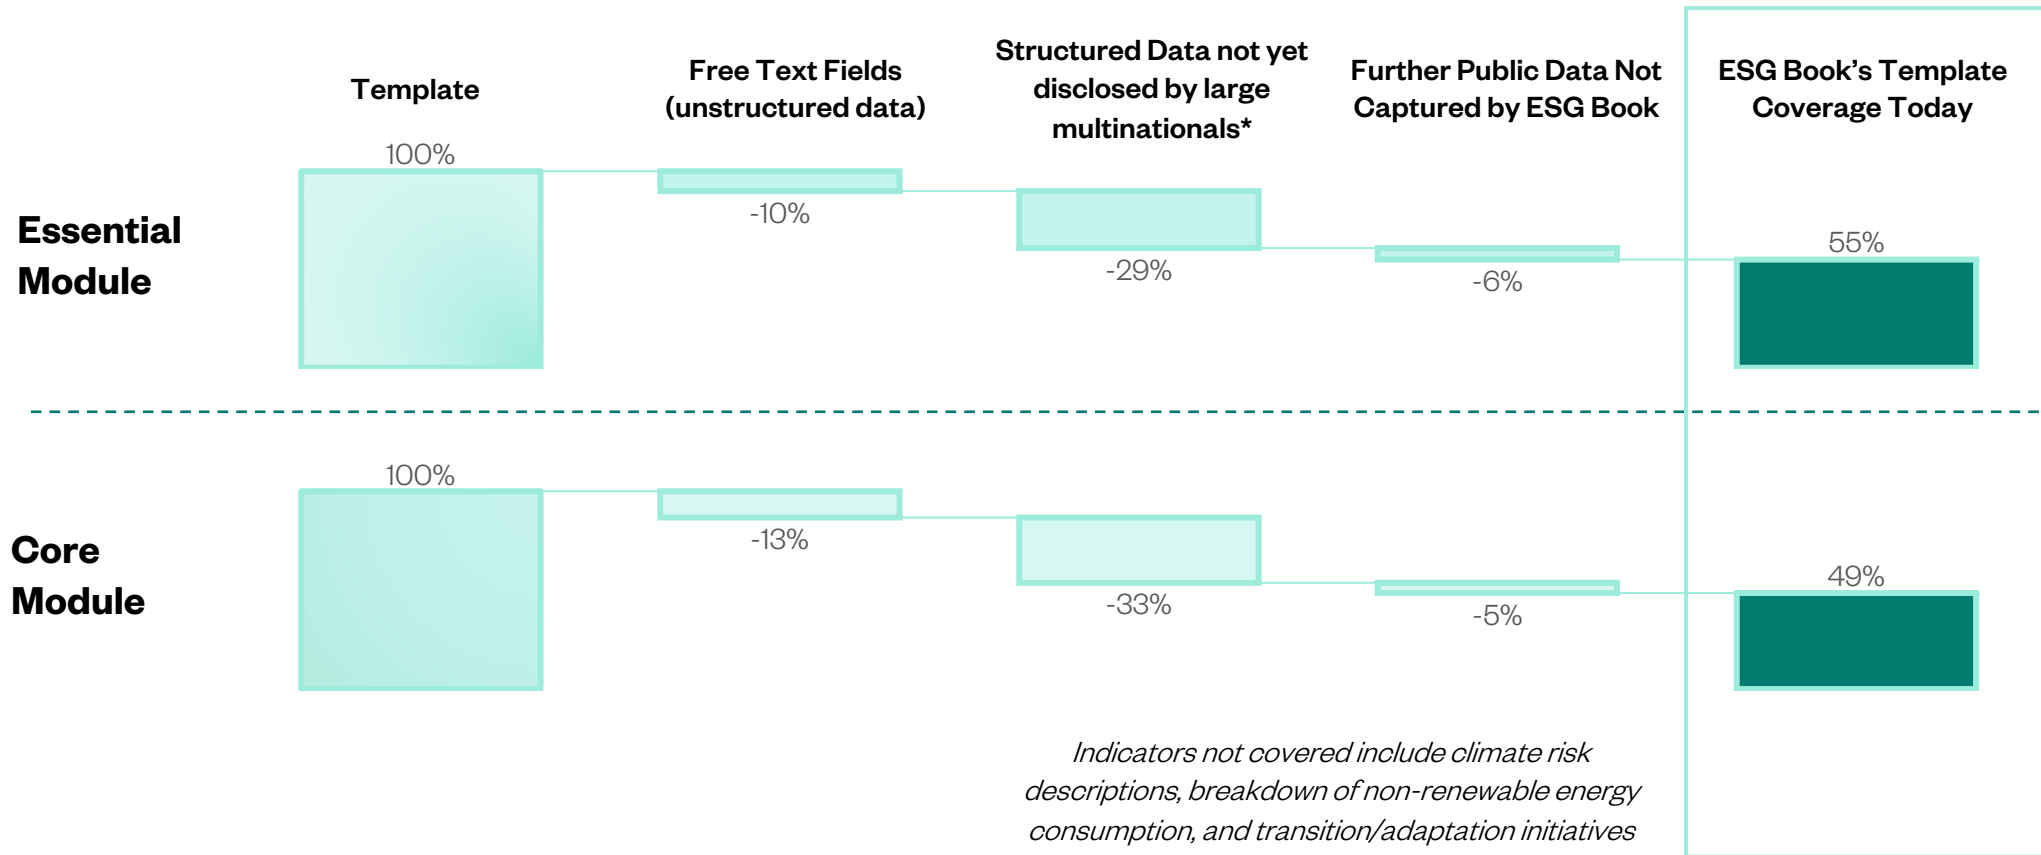 Template
Free Text Fields
(unstructured data)
Structured Data not yet
disclosed by large
multinationals*
Further Public Data Not
Captured by ESG Book
ESG Book’s Template
Coverage Today
Essential
Module
100%
-10%
-29%
-6%
55%
Core
Module
100%
-13%
-33%
-5%
49%
Indicators not covered include climate risk
descriptions, breakdown of non-renewable energy
consumption, and transition/adaptation initiatives